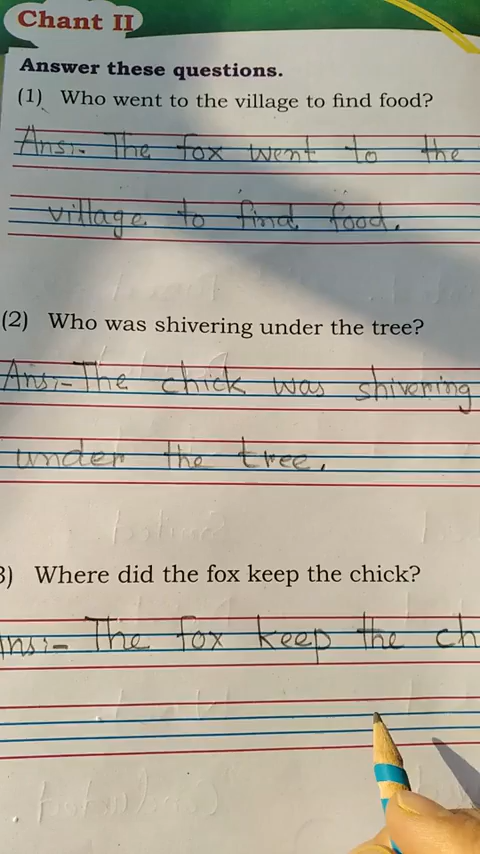 Chant II
Answer these questions.
(1) Who went to the village to find food?
Ans:- The fox went to the
village to find food.
(2) Who was shivering under the tree?
Ans:- The chick was shivering
under the tree.
3) Where did the fox keep the chick?
Ans:- The fox keep the ch